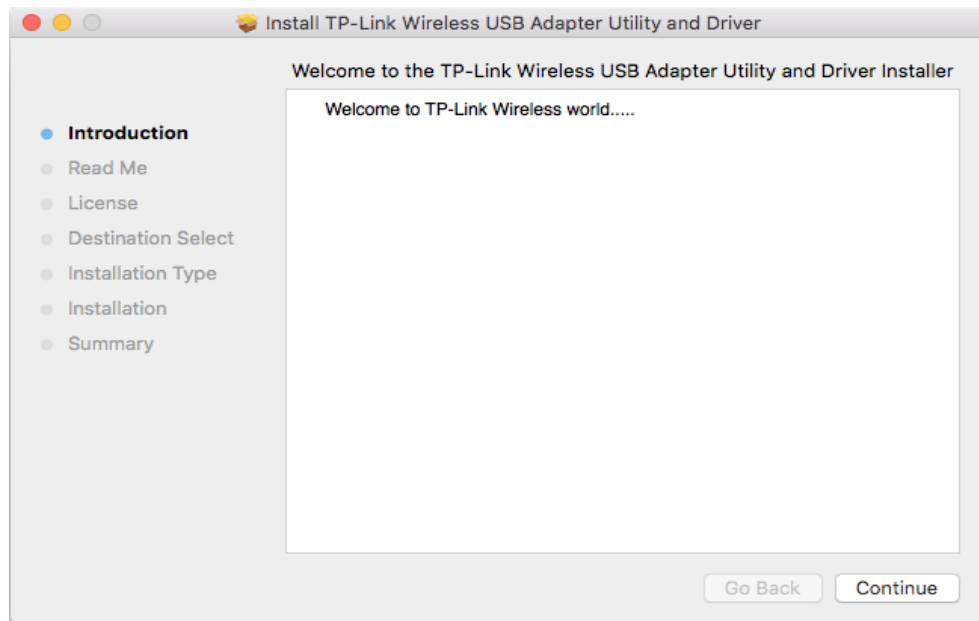 Install TP-Link Wireless USB Adapter Utility and Driver
Welcome to the TP-Link Wireless USB Adapter Utility and Driver Installer
Introduction
Read Me
License
Destination Select
Installation Type
Installation
Summary
Welcome to TP-Link Wireless world.....
Go Back
Continue